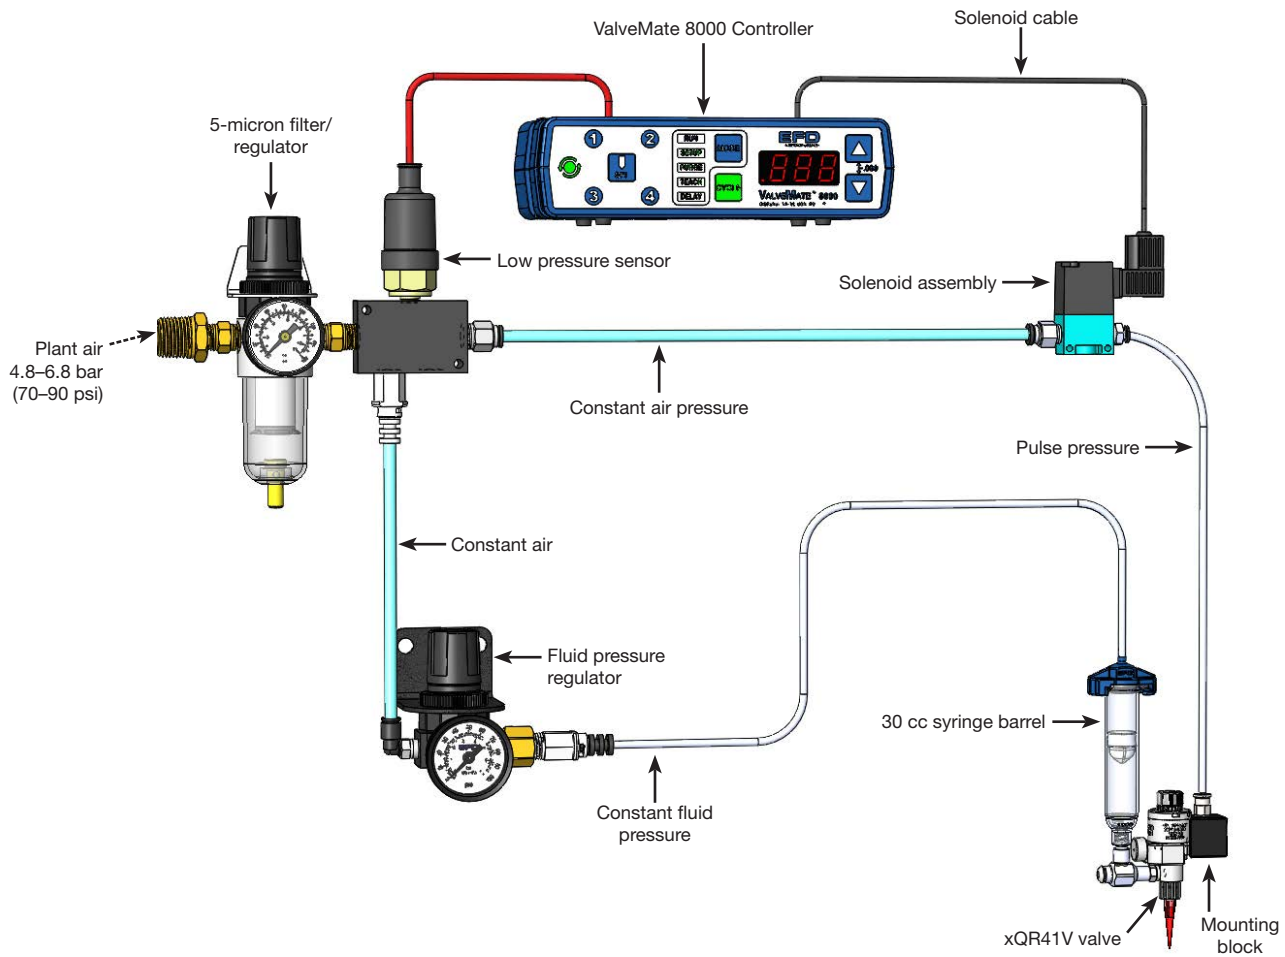 Solenoid cable
ValveMate 8000 Controller
5-micron filter/
regulator
1
2
3
4
RUN
SETUP
PURGE
TEACH
DELAY
MODE
CYCLE
EFD
VALVEMATE 8000
Low pressure sensor
Solenoid assembly
Plant air
4.8–6.8 bar
(70–90 psi)
Constant air pressure
Pulse pressure
Constant air
Fluid pressure
regulator
30 cc syringe barrel
Constant fluid
pressure
xQR41V valve
Mounting
block